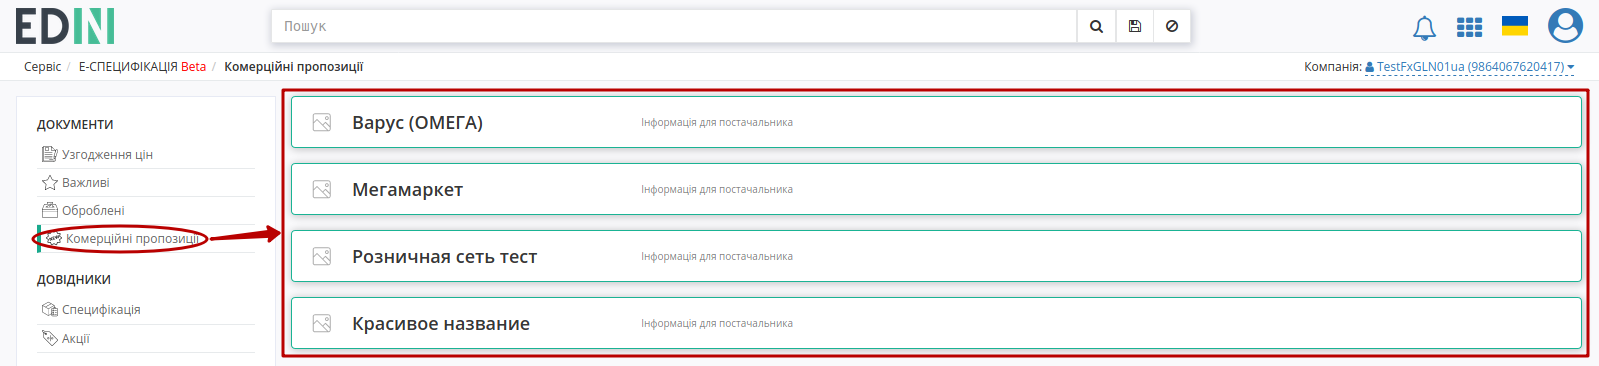 EDIN
Пошук
Сервіс / Е-СПЕЦИФІКАЦІЯ Beta / Комерційні пропозиції
Компанія: TestFxGLN01ua (9864067620417)
ДОКУМЕНТИ
Узгодження цін
Важливі
Оброблені
Комерційні пропозиції
ДОВІДНИКИ
Специфікація
Акції
Варус (ОМЕГА) Інформація для постачальника
Мегамаркет Інформація для постачальника
Розничная сеть тест Інформація для постачальника
Красивое название Інформація для постачальника